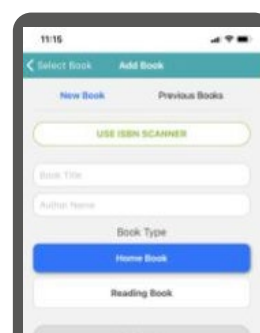 11:15
Select Book Add Book
New Book Previous Books
USE ISBN SCANNER
Book Title
Author Name
Book Type
Home Book
Reading Book